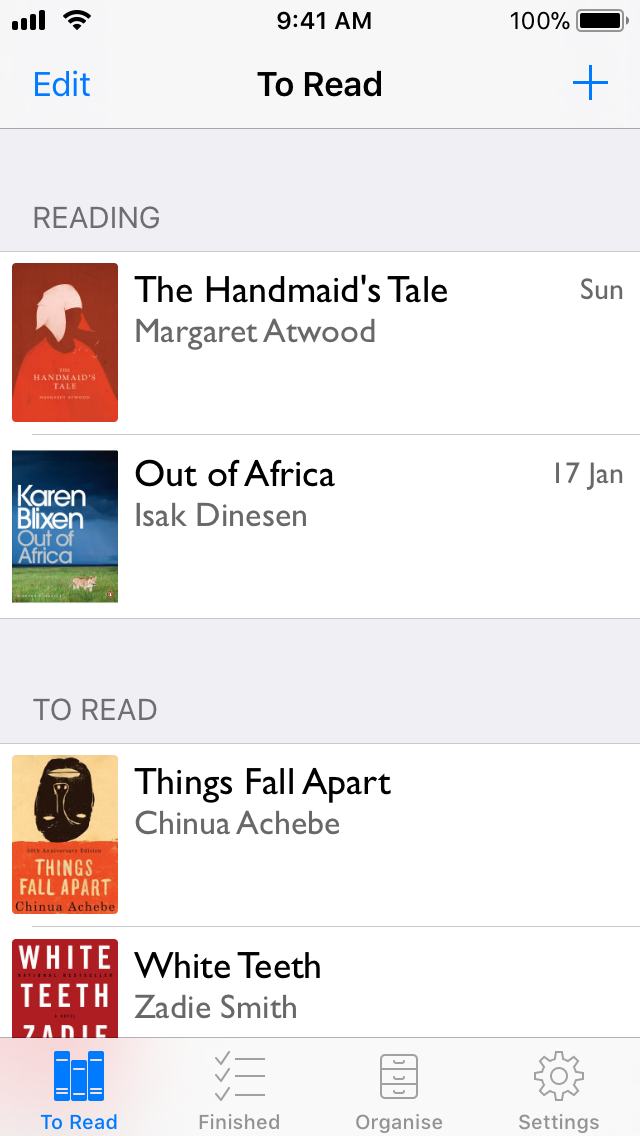 9:41 AM 100%
Edit To Read
READING
THE
HANDMAID'S
TALE
MARGARET ATWOOD
The Handmaid's Tale Sun
Margaret Atwood
Karen
Blixen
Out of
Africa
Out of Africa 17 Jan
Isak Dinesen
TO READ
50th Anniversary Edition
THINGS
FALL APART
Chinua Achebe
Things Fall Apart
Chinua Achebe
WHITE
NATIONAL BESTSELLER
TEETH
A NOVEL
ZADIE
White Teeth
Zadie Smith
To Read Finished Organise Settings